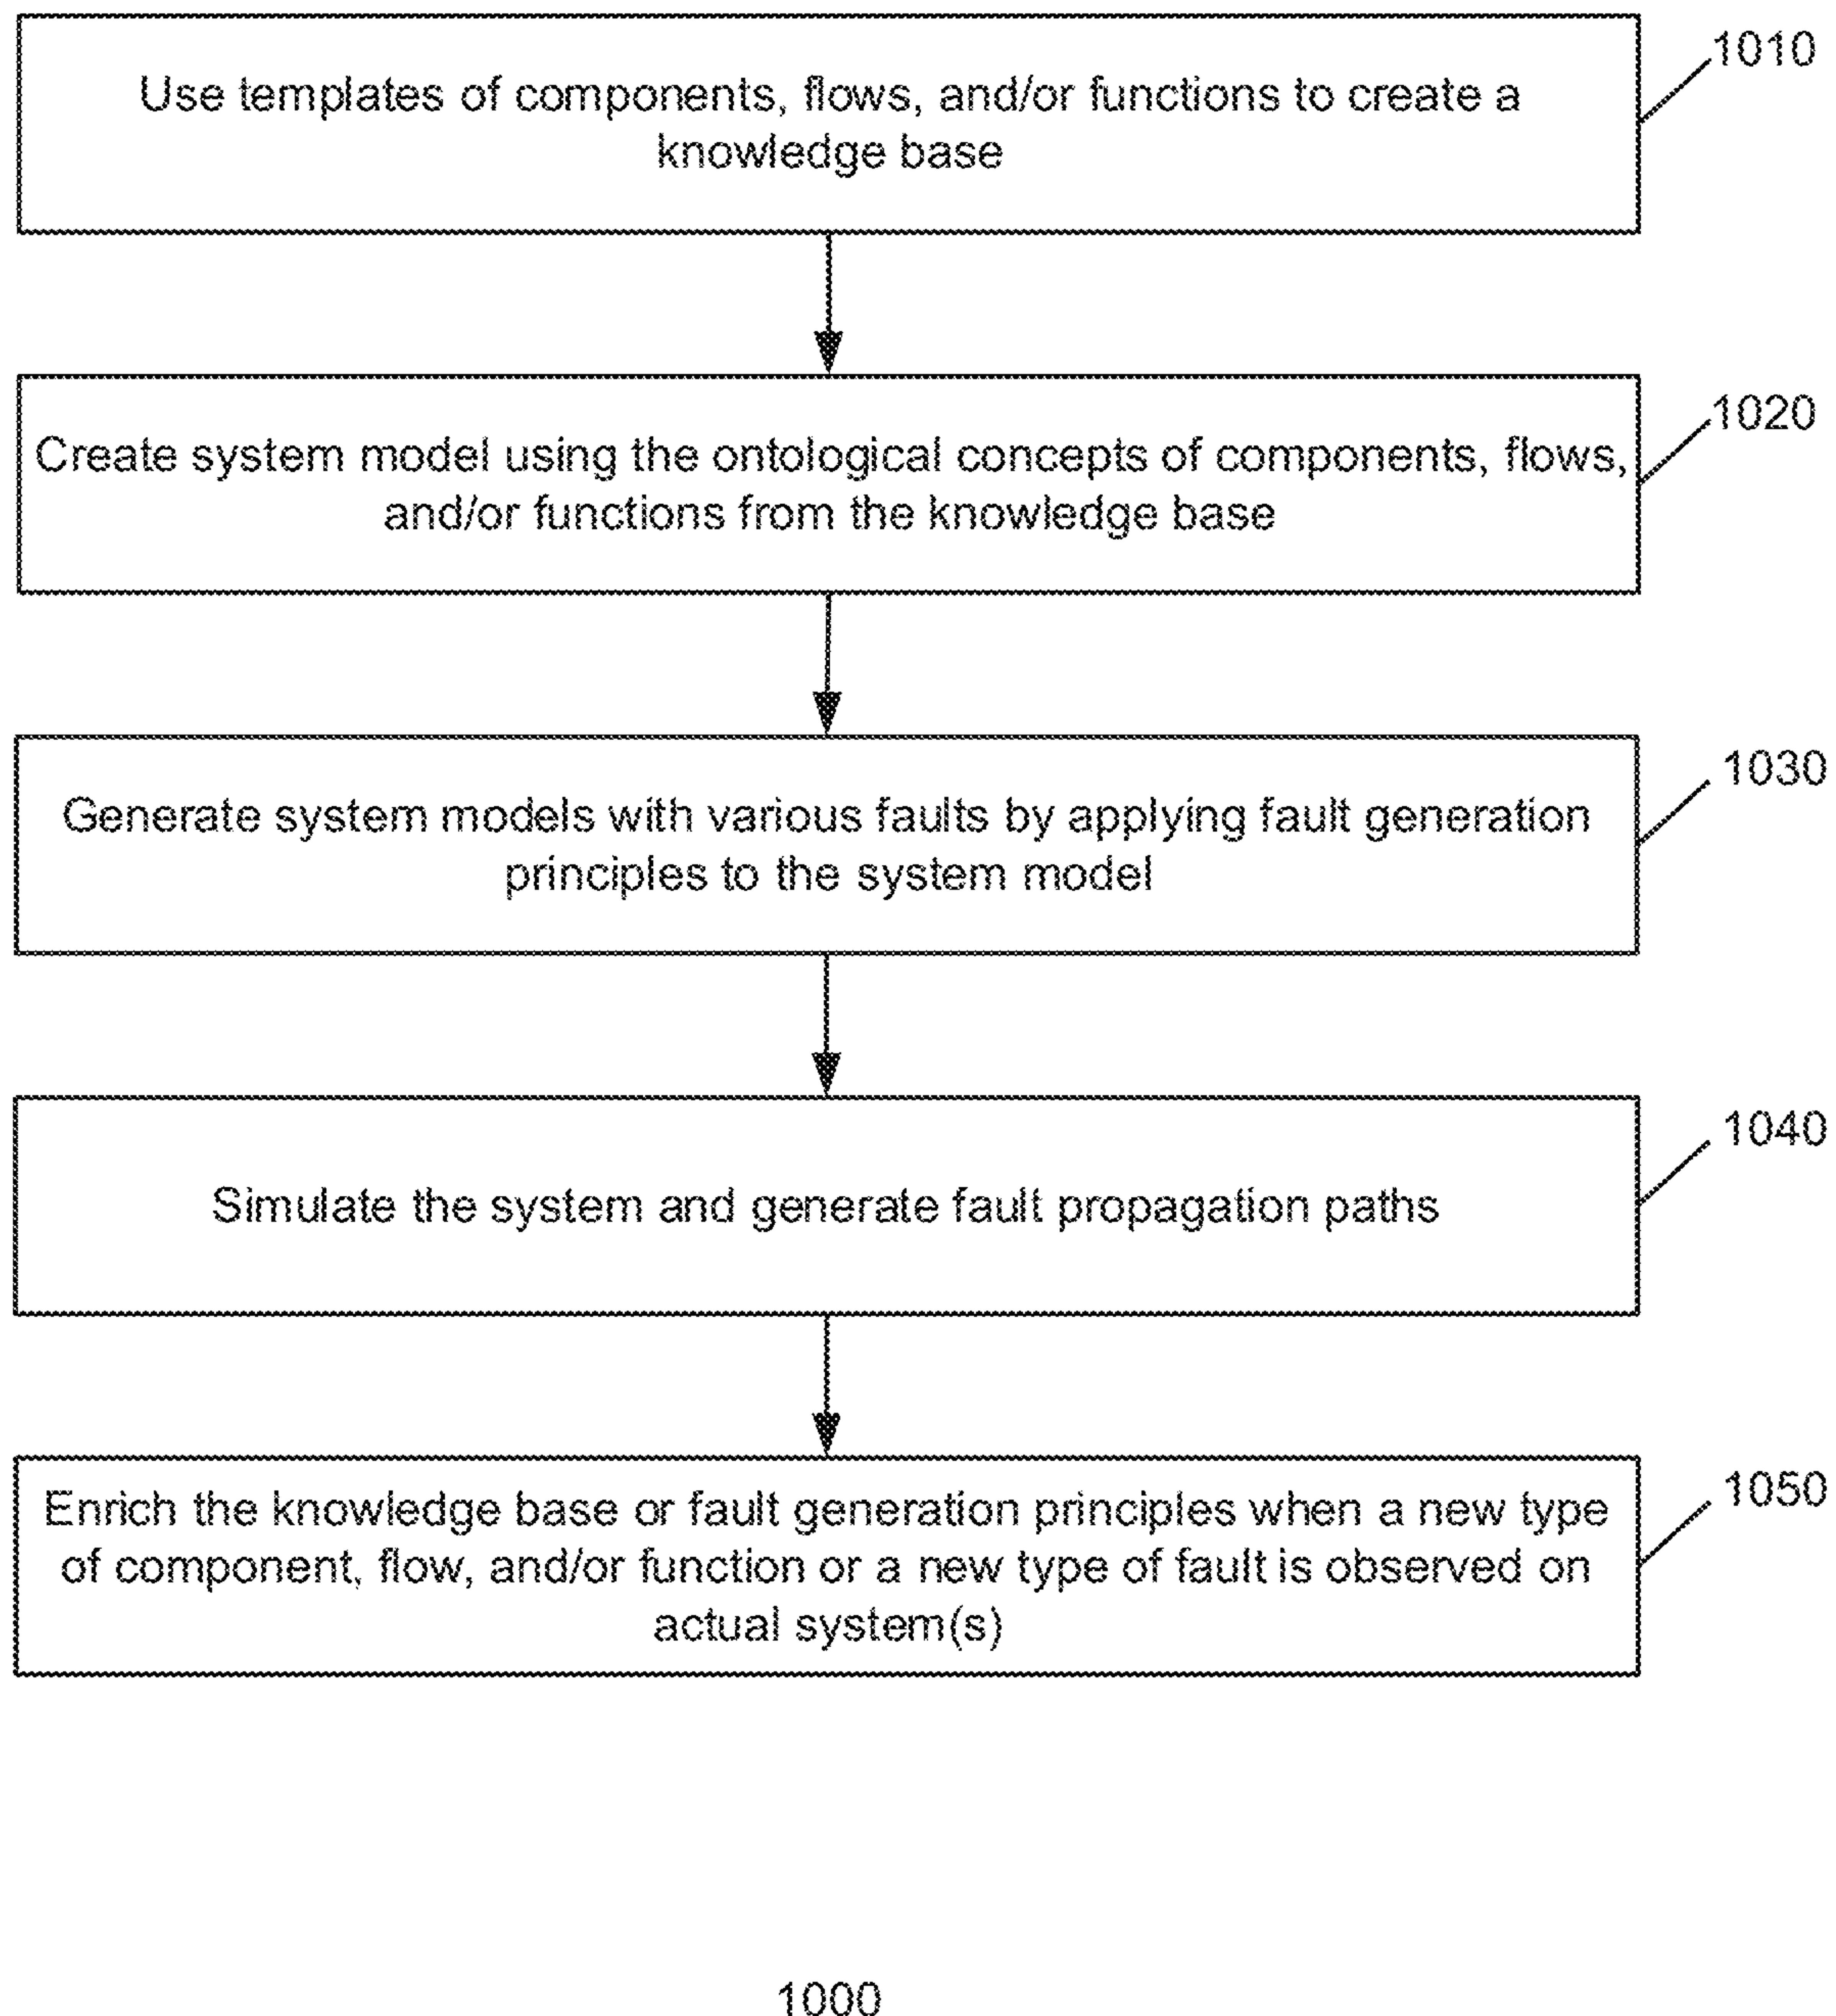 Use templates of components, flows, and/or functions to create a
knowledge base
1010
Create system model using the ontological concepts of components, flows,
and/or functions from the knowledge base
1020
Generate system models with various faults by applying fault generation
principles to the system model
1030
Simulate the system and generate fault propagation paths
1040
Enrich the knowledge base or fault generation principles when a new type
of component, flow, and/or function or a new type of fault is observed on
actual system(s)
1050
1000